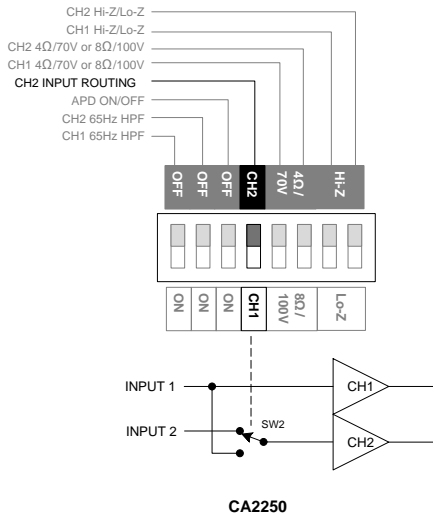 CH2 Hi-Z/Lo-Z
CH1 Hi-Z/Lo-Z
CH2 4Ω/70V or 8Ω/100V
CH1 4Ω/70V or 8Ω/100V
CH2 INPUT ROUTING
APD ON/OFF
CH2 65Hz HPF
CH1 65Hz HPF
OFF
OFF
OFF
CH2
4Ω/
70V
Hi-Z
ON
ON
ON
CH1
8Ω/
100V
Lo-Z
INPUT 1
CH1
INPUT 2
SW2
CH2
CA2250